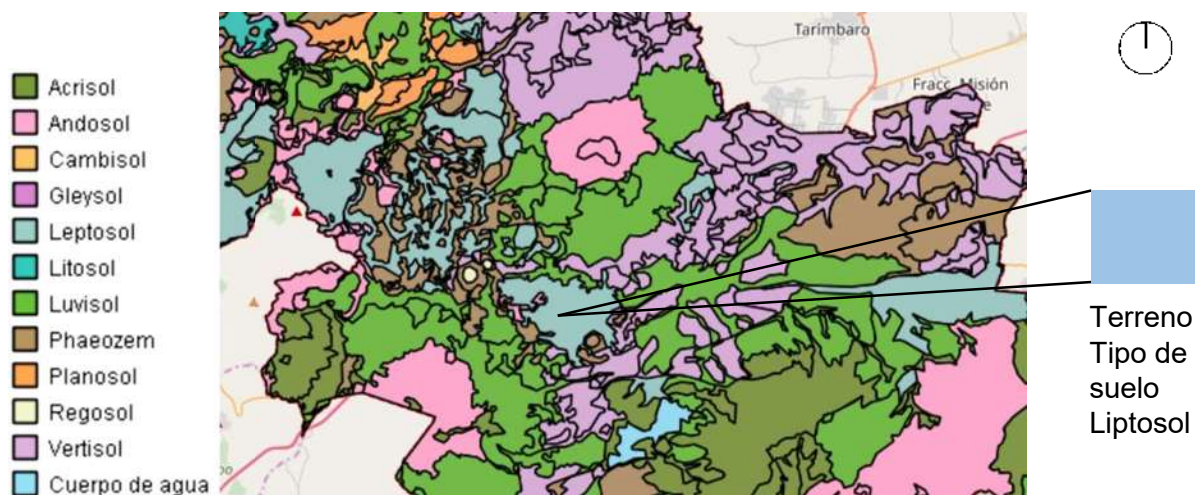 Acrisol
Andosol
Cambisol
Gleysol
Leptosol
Litosol
Luvisol
Phaeozem
Planosol
Regosol
Vertisol
Cuerpo de agua
Tarímbaro
Fracc. Misión
Terreno
Tipo de
suelo
Liptosol